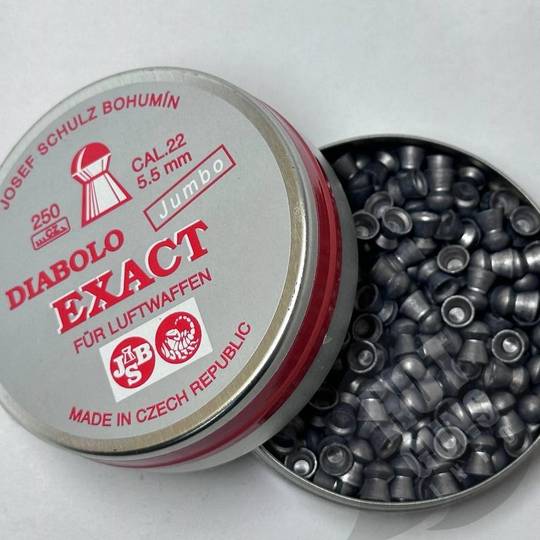 JOSEF SCHULZ BOHUMÍN
CAL.22
5.5 mm
250
CZ
Jumbo
DIABOLO
EXACT
FÜR LUFTWAFFEN
JSB
MADE IN CZECH REPUBLIC